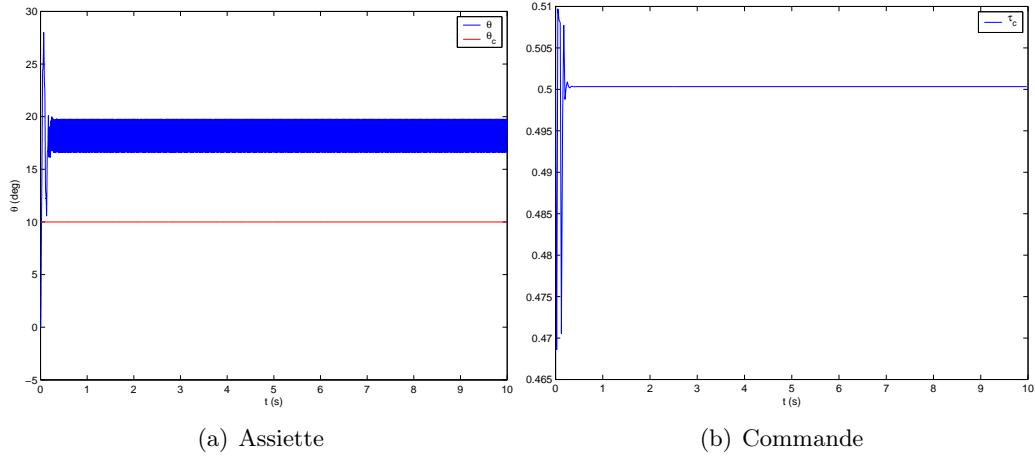 30
25
20
15
10
5
0
−5
θ (deg)
0 1 2 3 4 5 6 7 8 9 10
t (s)
θ
θ_c
(a) Assiette
0.51
0.505
0.5
0.495
0.49
0.485
0.48
0.475
0.47
0.465
0 1 2 3 4 5 6 7 8 9 10
t (s)
τ_c
(b) Commande